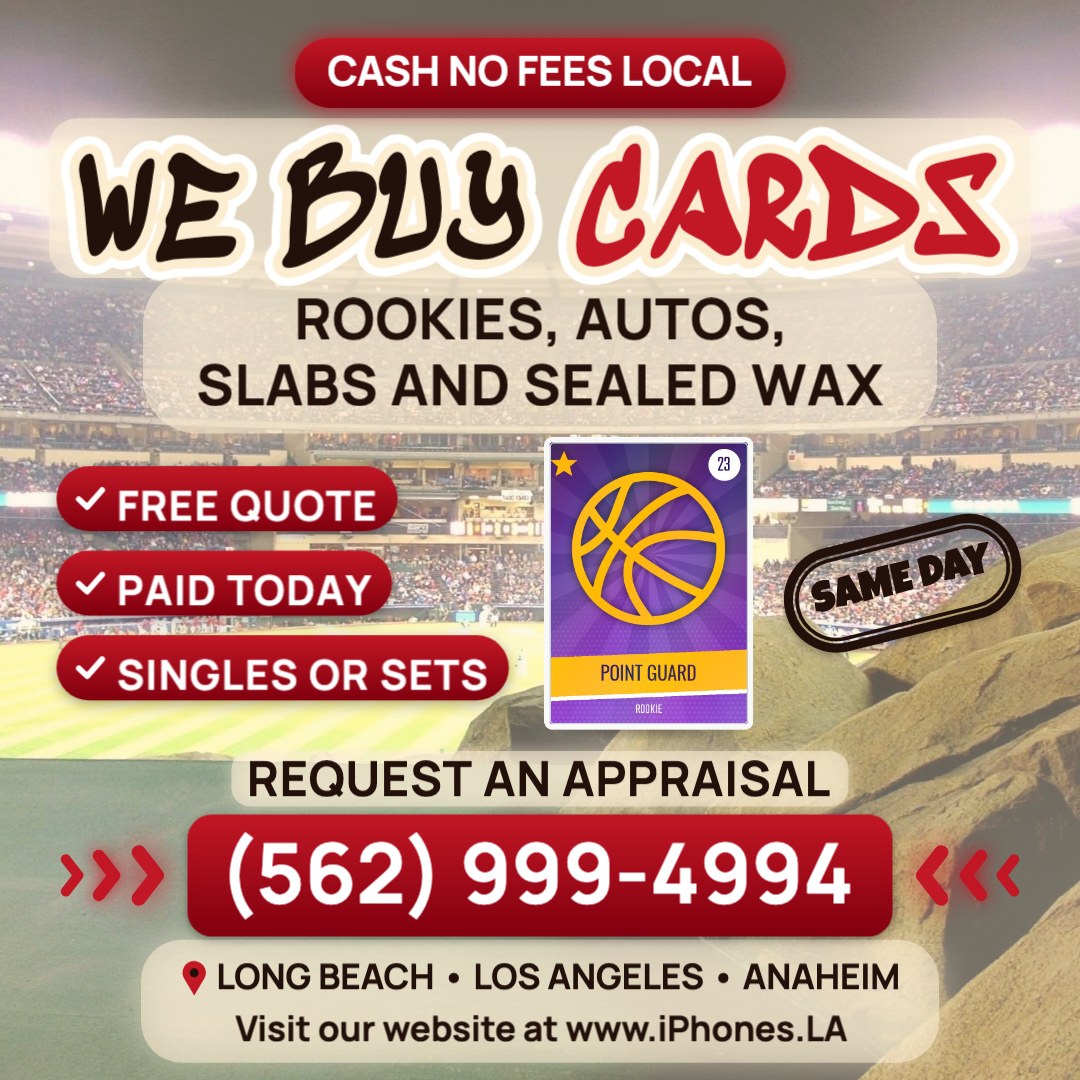 CASH NO FEES LOCAL
WE BUY CARDS
ROOKIES, AUTOS,
SLABS AND SEALED WAX
23
FREE QUOTE
PAID TODAY
SINGLES OR SETS
SAME DAY
POINT GUARD
ROOKIE
REQUEST AN APPRAISAL
(562) 999-4994
LONG BEACH • LOS ANGELES • ANAHEIM
Visit our website at www.iPhones.LA